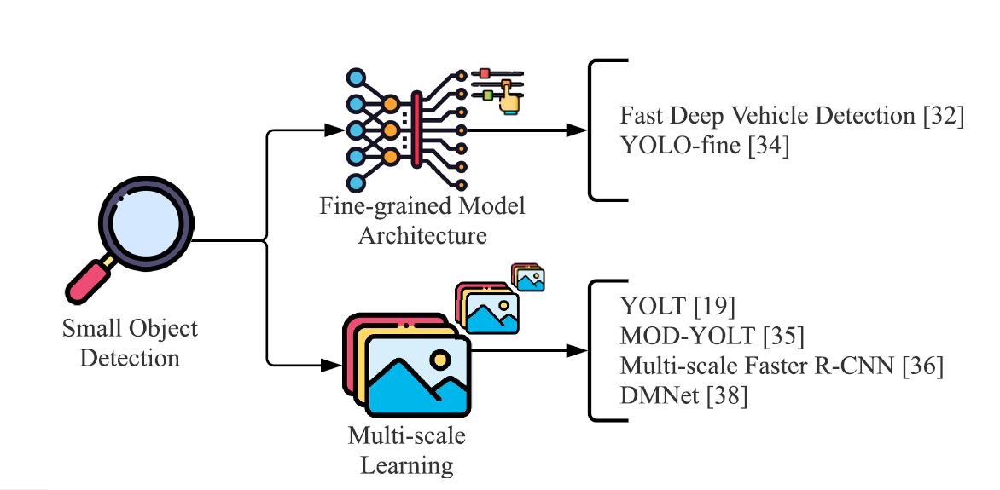 Fast Deep Vehicle Detection [32]
YOLO-fine [34]
Fine-grained Model
Architecture
Small Object
Detection
YOLT [19]
MOD-YOLT [35]
Multi-scale Faster R-CNN [36]
DMNet [38]
Multi-scale
Learning